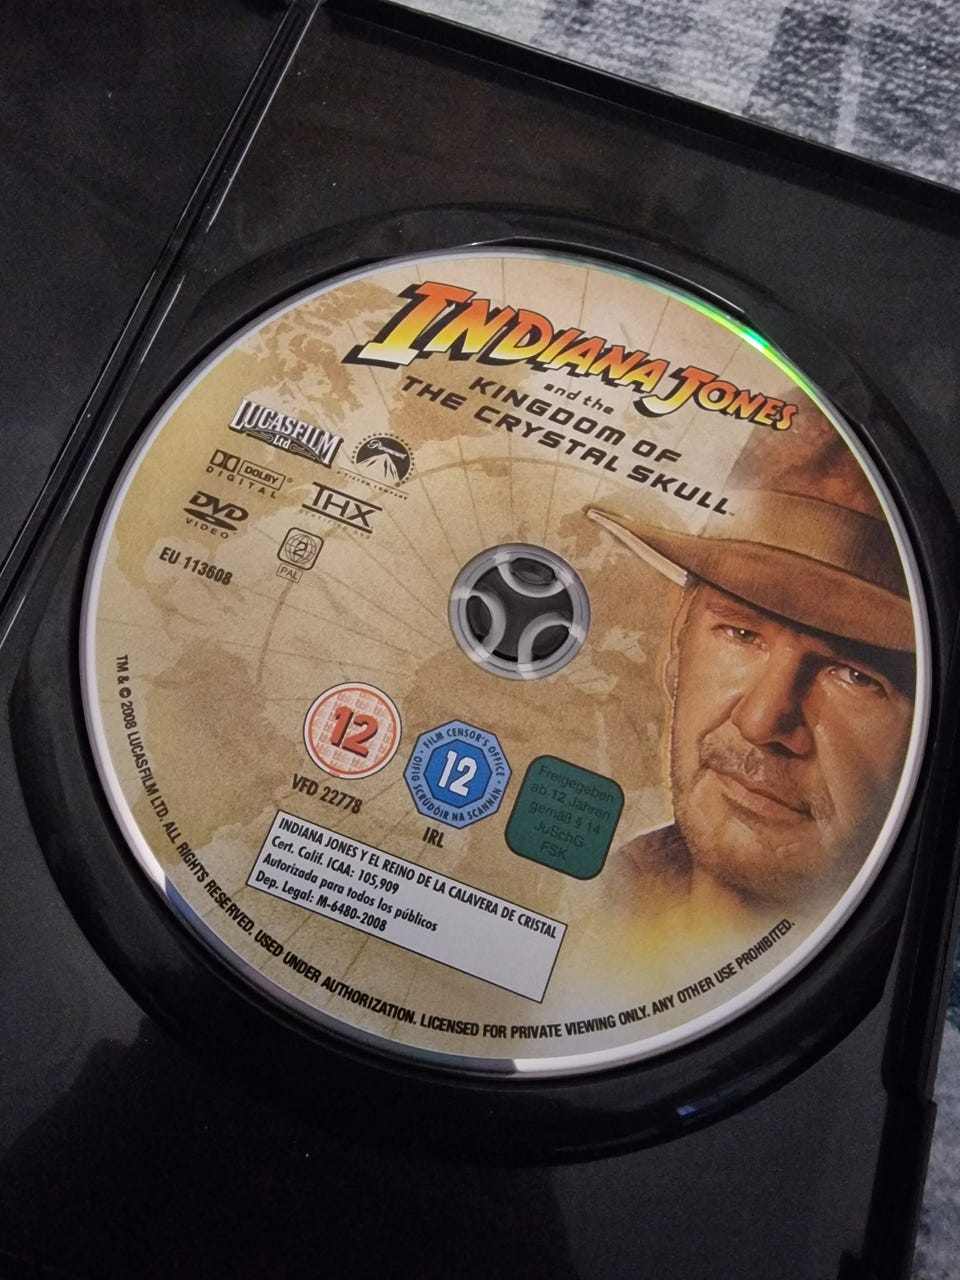 INDIANA JONES
and the
KINGDOM OF
THE CRYSTAL SKULL™
LUCASFILM
Ltd
Paramount
DOLBY
DIGITAL
THX
DVD
VIDEO
2
PAL
EU 113608
12
VFD 22778
FILM CENSOR'S OFFICE
12
OIFIG SCRÚDÓIR NA SCANNÁN
IRL
Freigegeben
ab 12 Jahren
gemäß § 14
JuSchG
FSK
INDIANA JONES Y EL REINO DE LA CALAVERA DE CRISTAL
Cert. Calif. ICAA: 105,909
Autorizada para todos los públicos
Dep. Legal: M-6480-2008
TM & © 2008 LUCASFILM LTD. ALL RIGHTS RESERVED. USED UNDER AUTHORIZATION. LICENSED FOR PRIVATE VIEWING ONLY. ANY OTHER USE PROHIBITED.